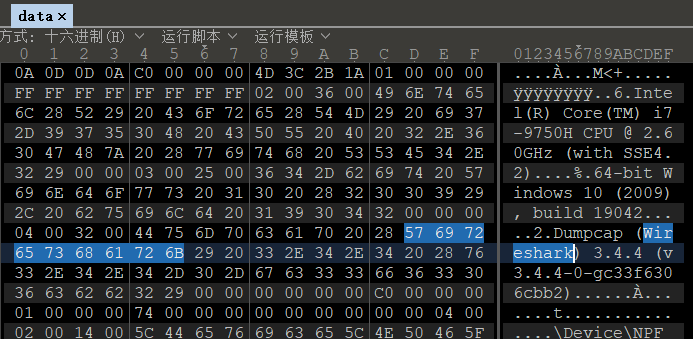 data ×
方式: 十六进制(H) ∨ 运行脚本 ∨ 运行模板 ∨
0 1 2 3 4 5 6 7 8 9 A B C D E F 0123456789ABCDEF
0A 0D 0D 0A C0 00 00 00 4D 3C 2B 1A 01 00 00 00 ....À...M<+.....
FF FF FF FF FF FF FF FF 02 00 36 00 49 6E 74 65 ÿÿÿÿÿÿÿÿ..6.Inte
6C 28 52 29 20 43 6F 72 65 28 54 4D 29 20 69 37 l(R) Core(TM) i7
2D 39 37 35 30 48 20 43 50 55 20 40 20 32 2E 36 -9750H CPU @ 2.6
30 47 48 7A 20 28 77 69 74 68 20 53 53 45 34 2E 0GHz (with SSE4.
32 29 00 00 03 00 25 00 36 34 2D 62 69 74 20 57 2)....%.64-bit W
69 6E 64 6F 77 73 20 31 30 20 28 32 30 30 39 29 indows 10 (2009)
2C 20 62 75 69 6C 64 20 31 39 30 34 32 00 00 00 , build 19042...
04 00 32 00 44 75 6D 70 63 61 70 20 28 57 69 72 ..2.Dumpcap (Wir
65 73 68 61 72 6B 29 20 33 2E 34 2E 34 20 28 76 eshark) 3.4.4 (v
33 2E 34 2E 34 2D 30 2D 67 63 33 33 66 36 33 30 3.4.4-0-gc33f630
36 63 62 62 32 29 00 00 00 00 00 00 C0 00 00 00 6cbb2)......À...
01 00 00 00 74 00 00 00 01 00 00 00 00 00 04 00 ....t...........
02 00 14 00 5C 44 65 76 69 63 65 5C 4E 50 46 5F ....\Device\NPF_